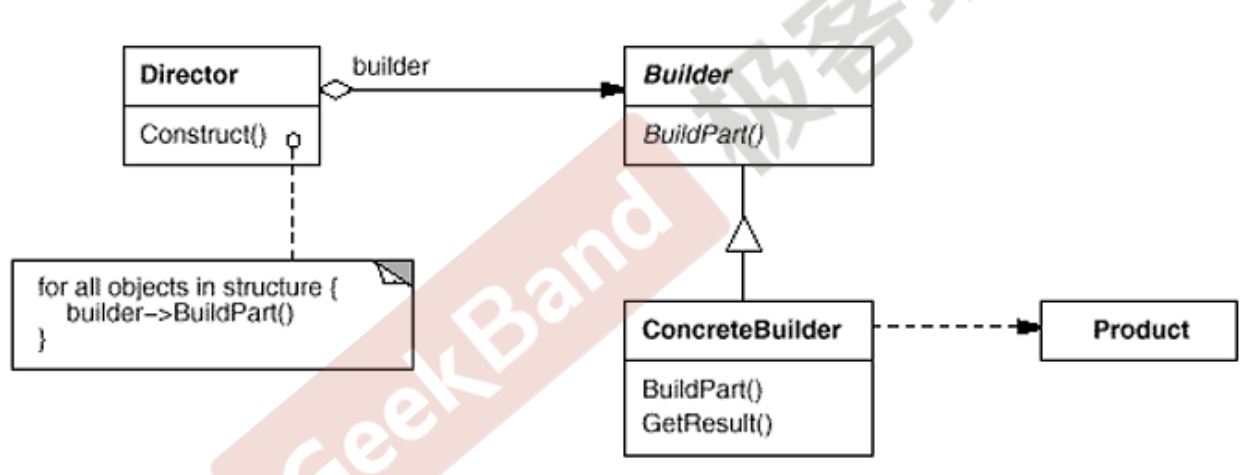 Director
builder
Builder
Construct()
BuildPart()
for all objects in structure {
builder->BuildPart()
}
ConcreteBuilder
Product
BuildPart()
GetResult()
GeekBand
极客